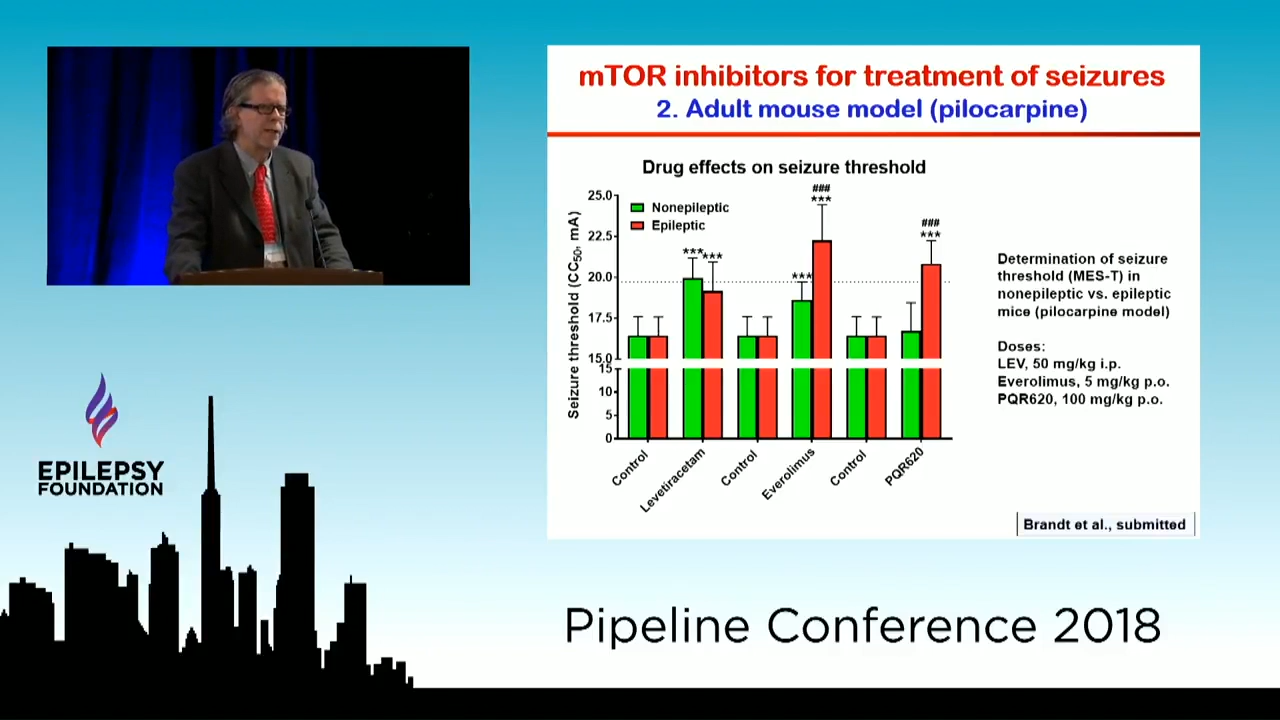 mTOR inhibitors for treatment of seizures
2. Adult mouse model (pilocarpine)
Drug effects on seizure threshold
Seizure threshold (CC50, mA)
25.0
22.5
20.0
17.5
15.0
15
10
5
0
Nonepileptic
Epileptic
***
***
***
###
***
###
***
Control
Levetiracetam
Control
Everolimus
Control
PQR620
Determination of seizure
threshold (MES-T) in
nonepileptic vs. epileptic
mice (pilocarpine model)
Doses:
LEV, 50 mg/kg i.p.
Everolimus, 5 mg/kg p.o.
PQR620, 100 mg/kg p.o.
Brandt et al., submitted
EPILEPSY
FOUNDATION
Pipeline Conference 2018